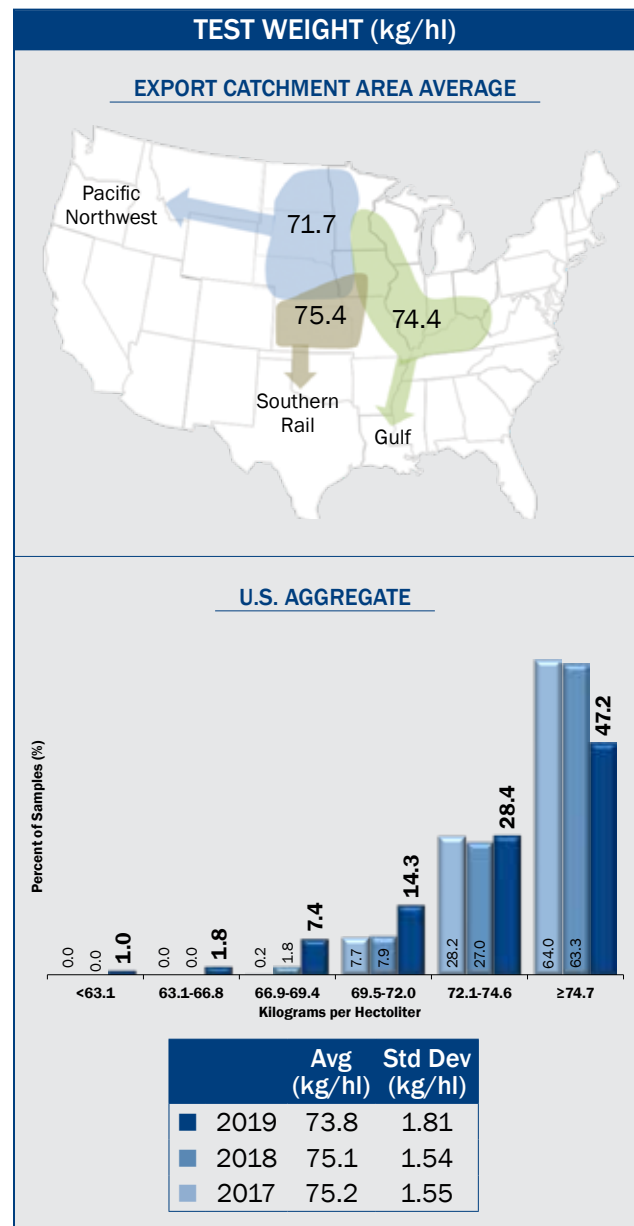 TEST WEIGHT (kg/hl)
EXPORT CATCHMENT AREA AVERAGE
Pacific
Northwest
71.7
75.4
74.4
Southern
Rail
Gulf
U.S. AGGREGATE
Percent of Samples (%)
0.0 0.0 1.0
0.0 0.0 1.8
0.2 1.8 7.4
7.7 7.9 14.3
28.2 27.0 28.4
64.0 63.3 47.2
<63.1 63.1-66.8 66.9-69.4 69.5-72.0 72.1-74.6 ≥74.7
Kilograms per Hectoliter
Avg Std Dev
(kg/hl) (kg/hl)
2019 73.8 1.81
2018 75.1 1.54
2017 75.2 1.55